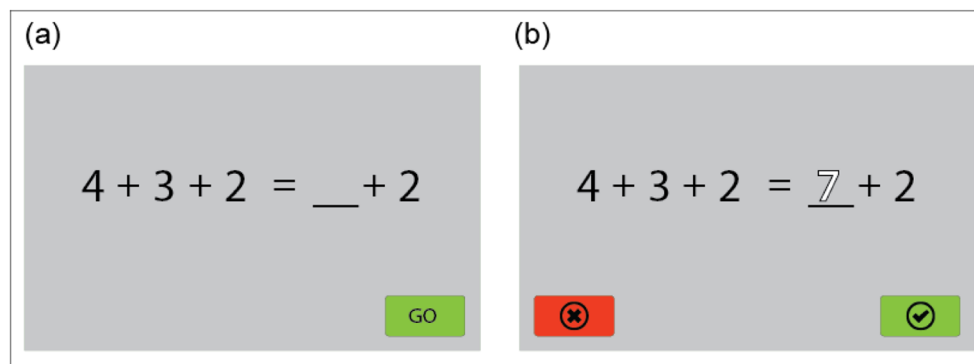 (a)
4 + 3 + 2 = __ + 2
GO
(b)
4 + 3 + 2 = 7 + 2